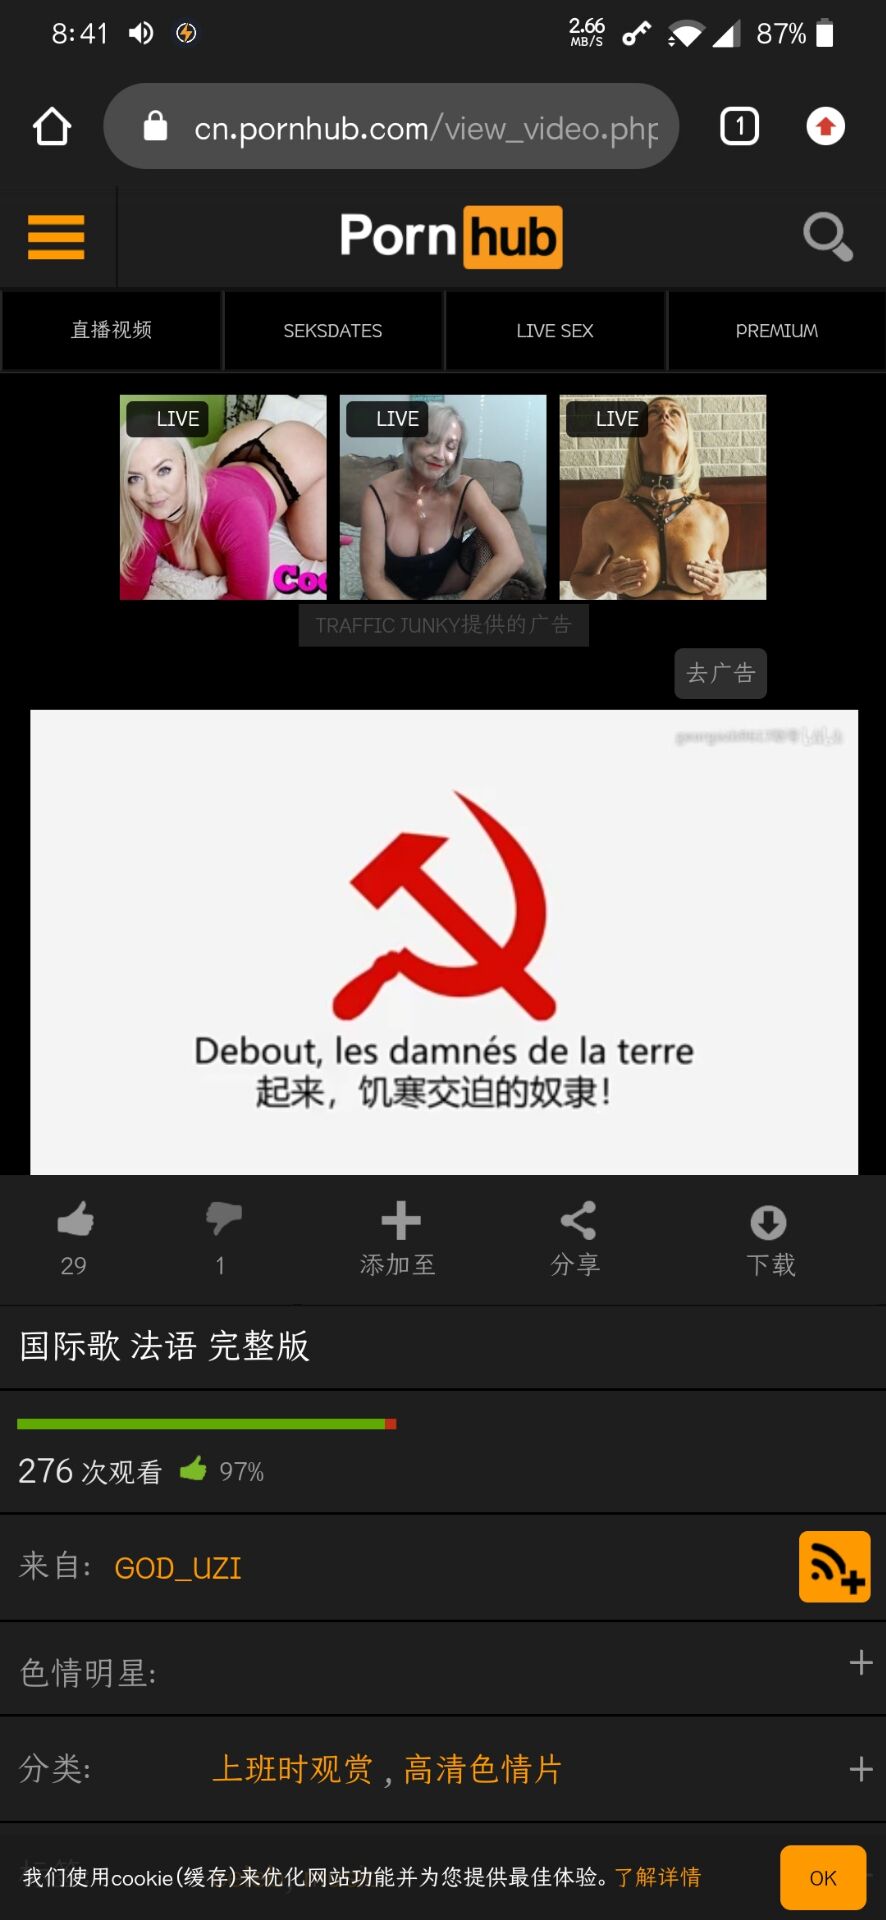 8:41
2.66
MB/S
87%
cn.pornhub.com/view_video.php
1
Porn hub
直播视频
SEKSDATES
LIVE SEX
PREMIUM
LIVE
LIVE
LIVE
TRAFFIC JUNKY提供的广告
去广告
Debout, les damnés de la terre
起来，饥寒交迫的奴隶！
29
1
添加至
分享
下载
国际歌 法语 完整版
276 次观看 97%
来自: GOD_UZI
色情明星:
分类: 上班时观赏 , 高清色情片
我们使用cookie(缓存)来优化网站功能并为您提供最佳体验。了解详情
OK